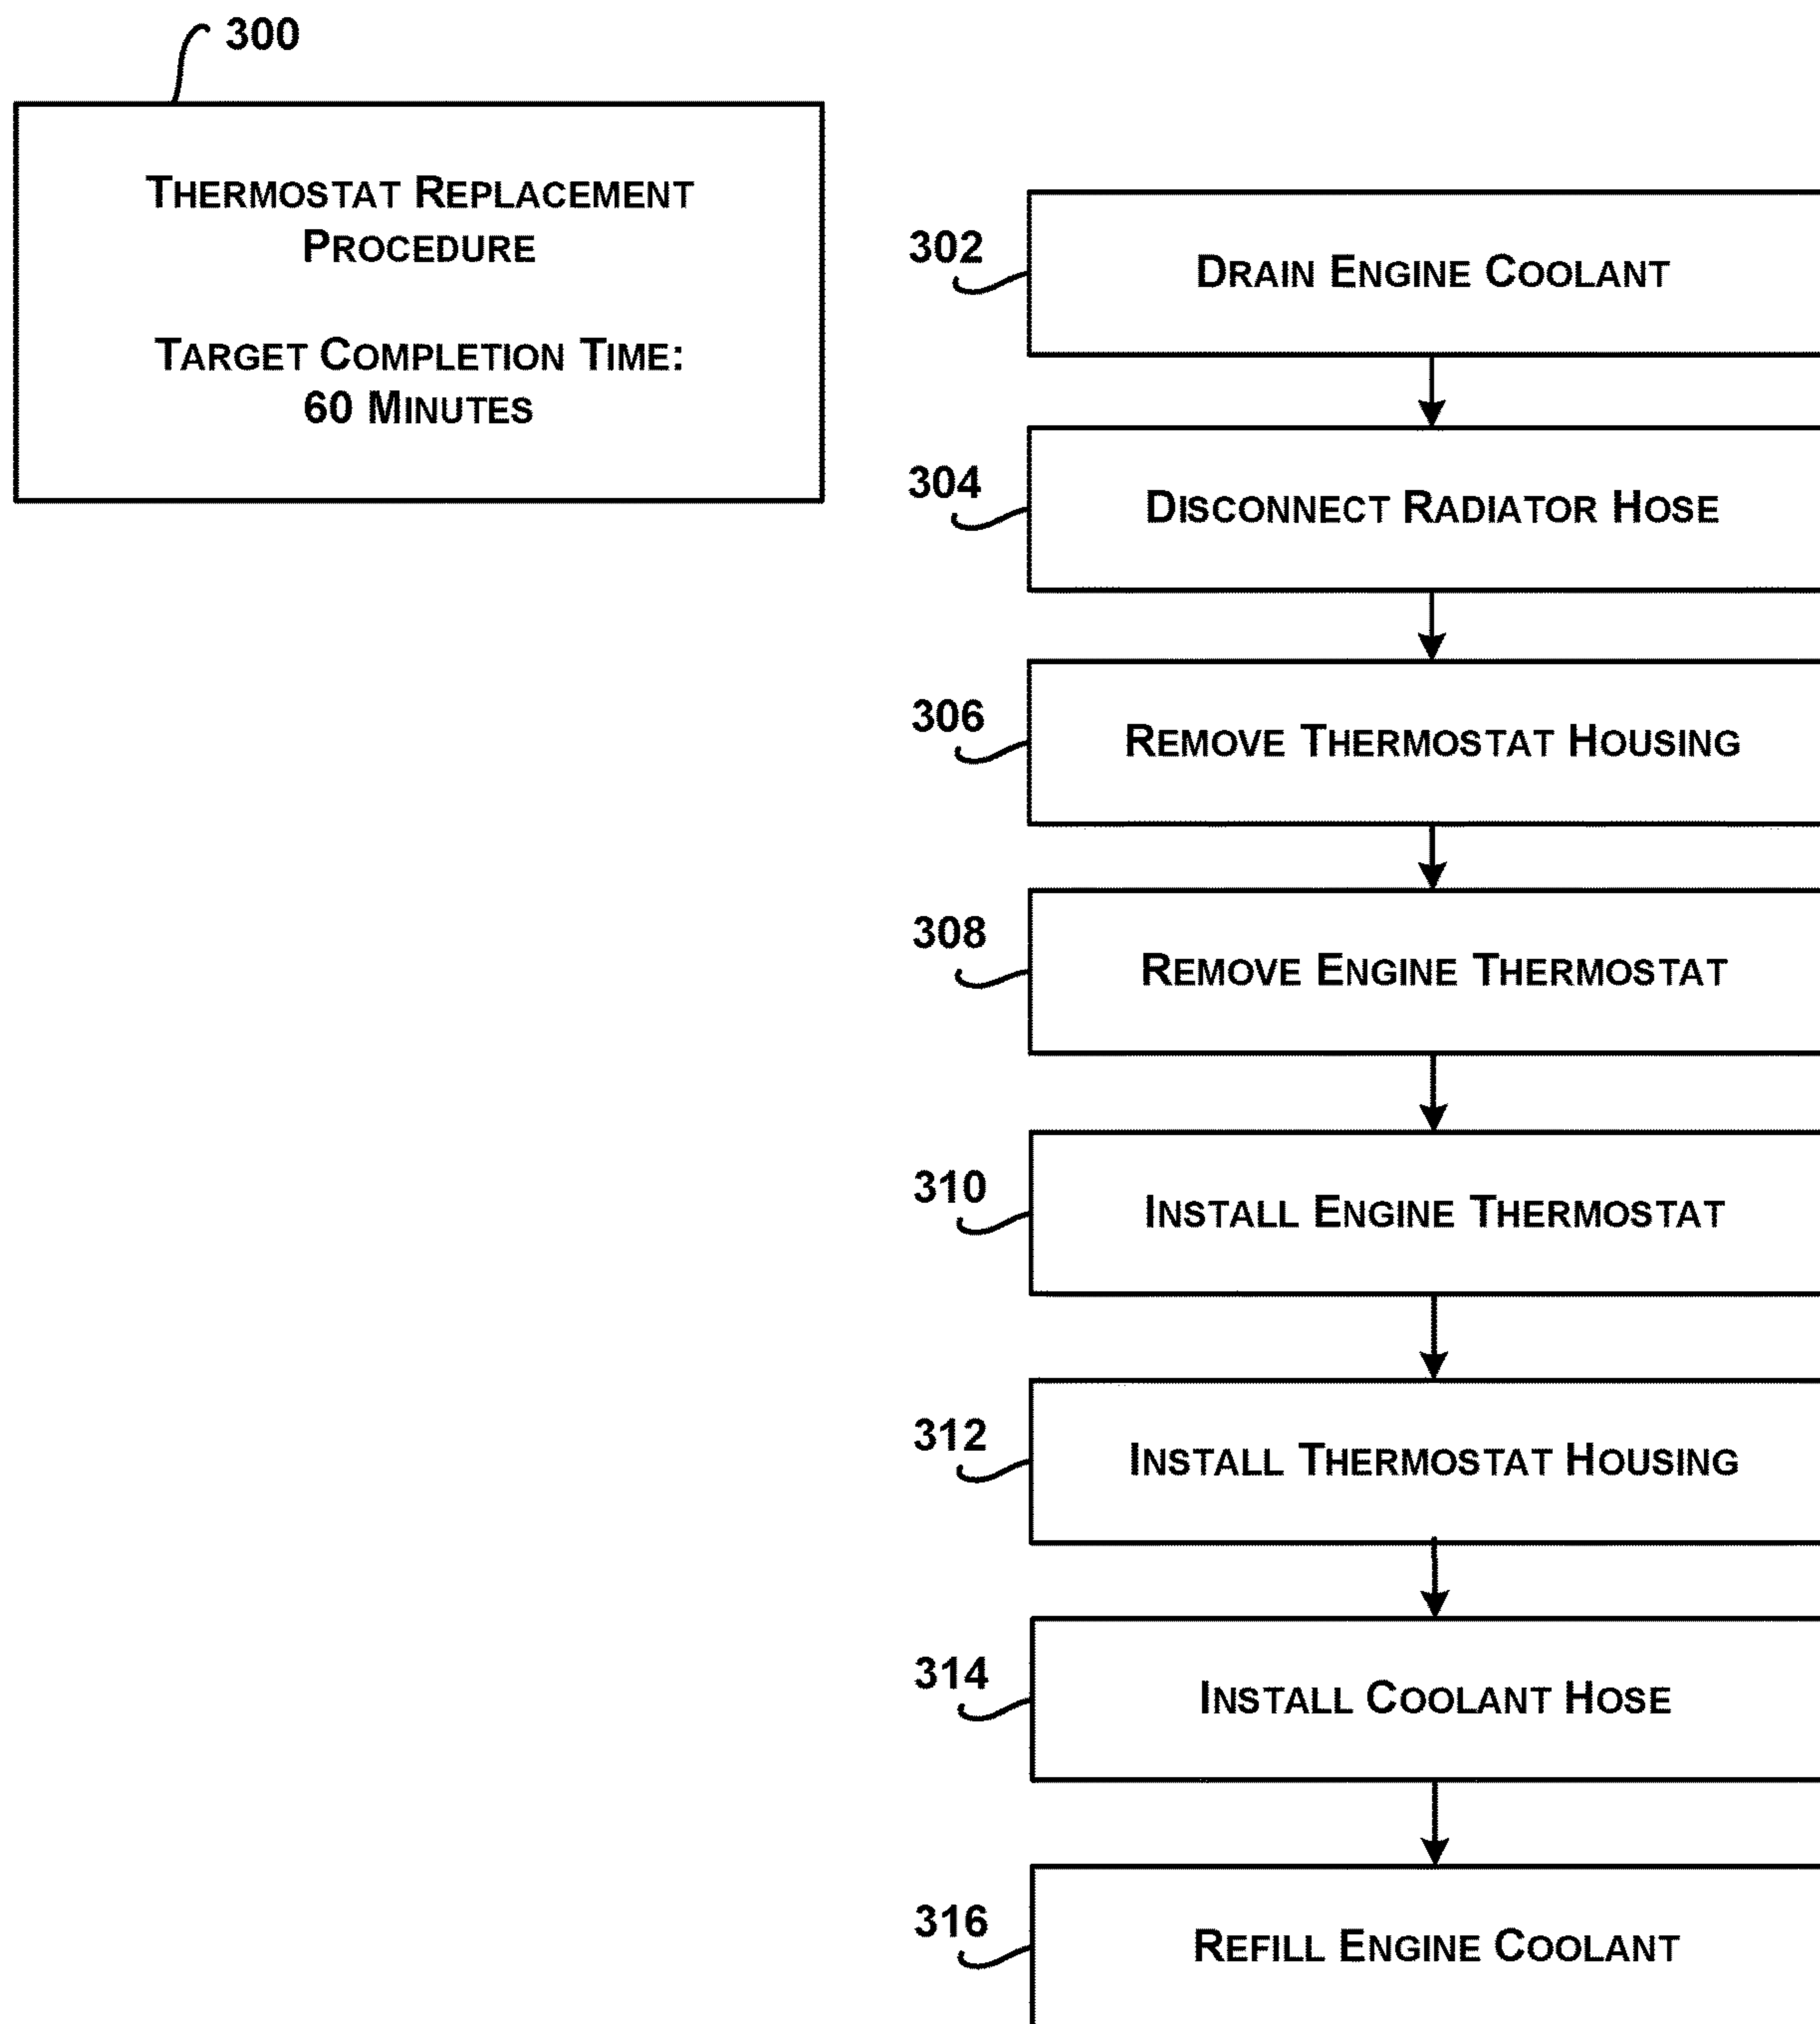 300
THERMOSTAT REPLACEMENT
PROCEDURE
TARGET COMPLETION TIME:
60 MINUTES
302
DRAIN ENGINE COOLANT
304
DISCONNECT RADIATOR HOSE
306
REMOVE THERMOSTAT HOUSING
308
REMOVE ENGINE THERMOSTAT
310
INSTALL ENGINE THERMOSTAT
312
INSTALL THERMOSTAT HOUSING
314
INSTALL COOLANT HOSE
316
REFILL ENGINE COOLANT